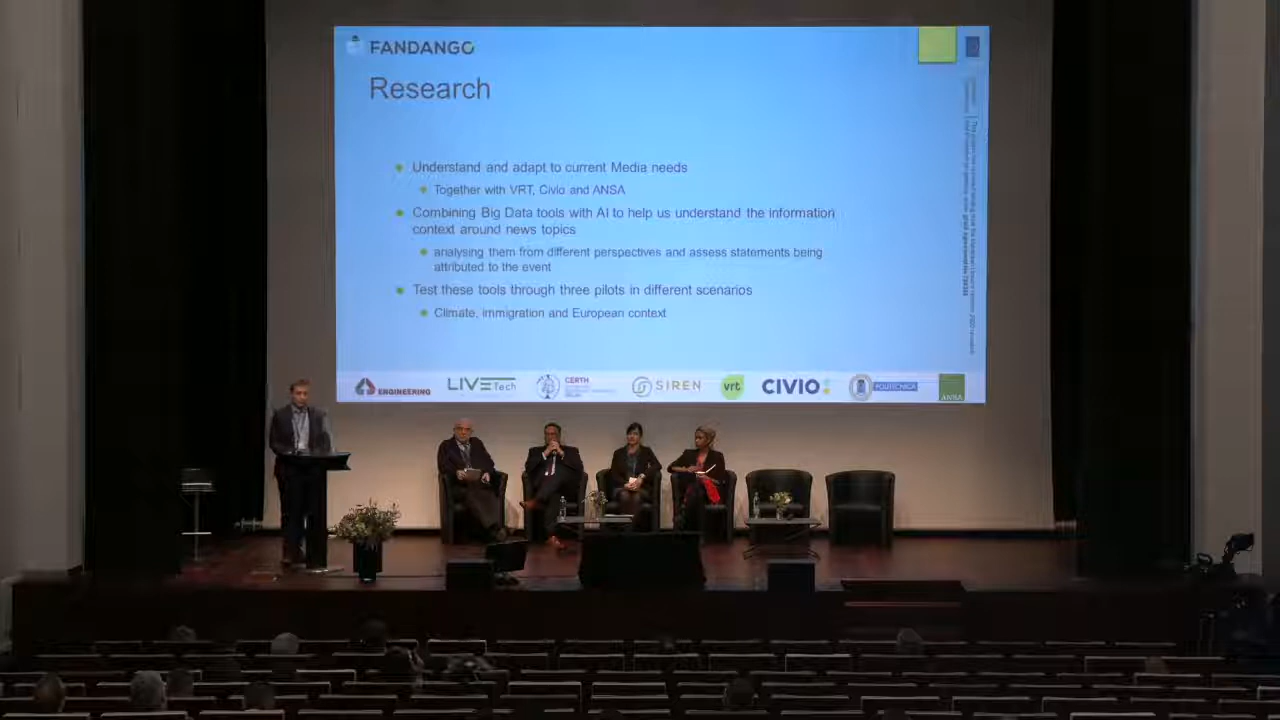 FANDANGO
Research
Understand and adapt to current Media needs
Together with VRT, Civio and ANSA
Combining Big Data tools with AI to help us understand the information
context around news topics
analysing them from different perspectives and assess statements being
attributed to the event
Test these tools through three pilots in different scenarios
Climate, immigration and European context
ENGINEERING
LIVE Tech
CERTH
SIREN
vrt
CIVIO
POLITÉCNICA
ANSA